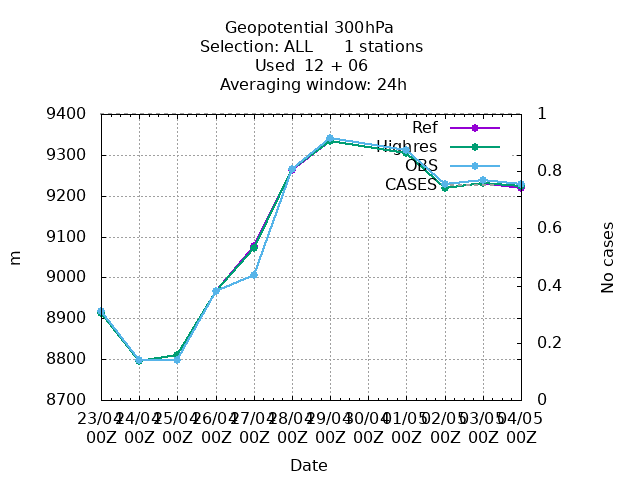 Geopotential 300hPa
Selection: ALL 1 stations
Used 12 + 06
Averaging window: 24h
9400
9300
9200
9100
9000
8900
8800
8700
m
1
0.8
0.6
0.4
0.2
0
No cases
Ref
Highres
OBS
CASES
23/04 24/04 25/04 26/04 27/04 28/04 29/04 30/04 01/05 02/05 03/05 04/05
00Z 00Z 00Z 00Z 00Z 00Z 00Z 00Z 00Z 00Z 00Z 00Z
Date